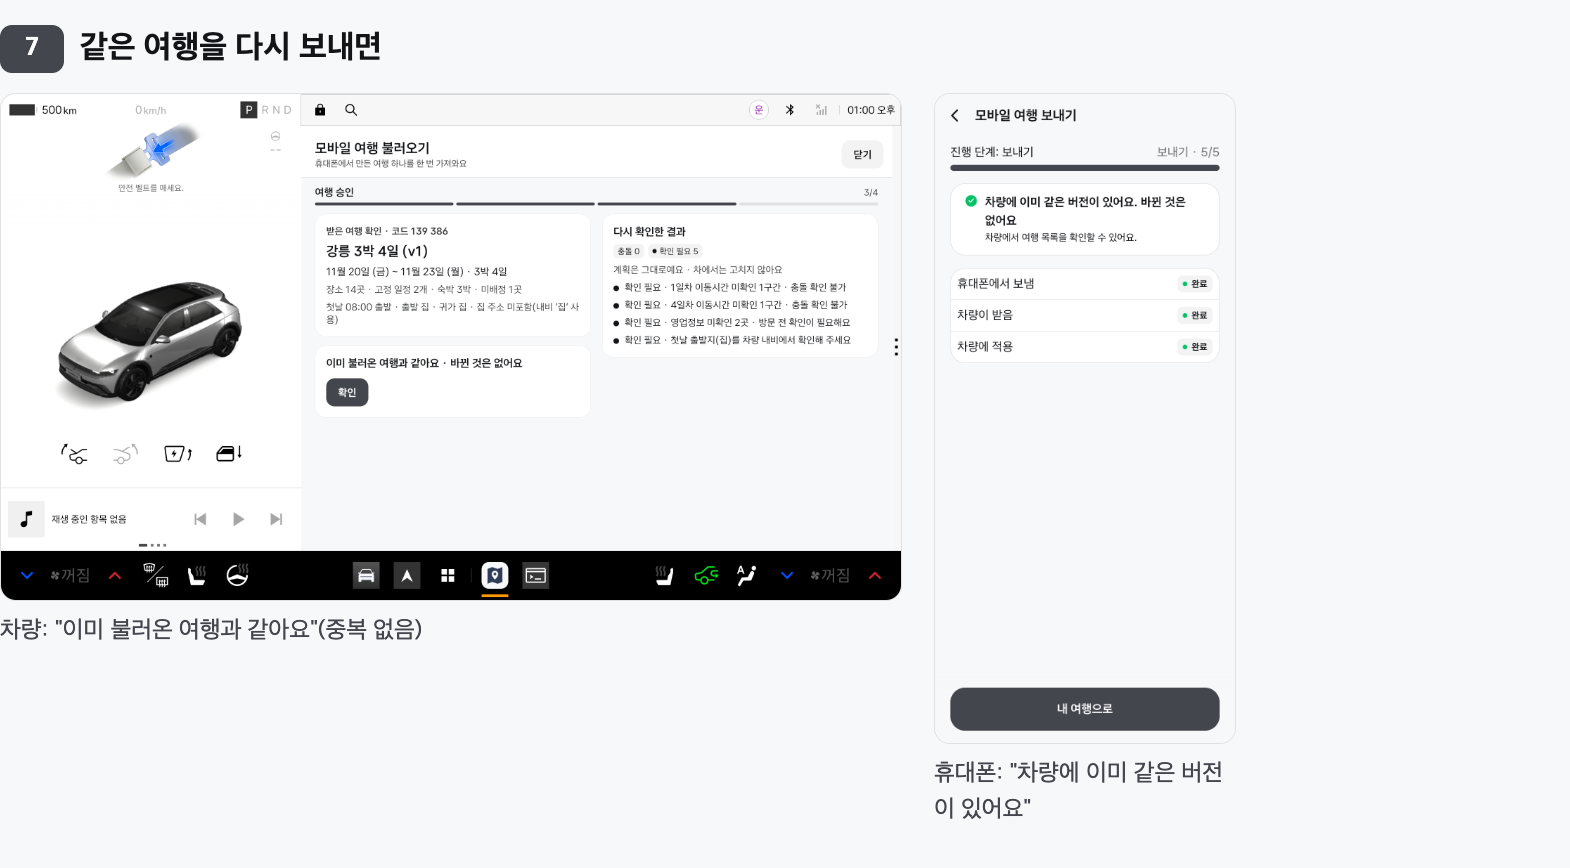 7 같은 여행을 다시 보내면
500 km
0 km/h
P R N D
--
안전 벨트를 매세요.
재생 중인 항목 없음
운
01:00 오후
모바일 여행 불러오기
휴대폰에서 만든 여행 하나를 한 번 가져와요
닫기
여행 승인
3/4
받은 여행 확인 · 코드 139 386
강릉 3박 4일 (v1)
11월 20일 (금) ~ 11월 23일 (월) · 3박 4일
장소 14곳 · 고정 일정 2개 · 숙박 3박 · 미배정 1곳
첫날 08:00 출발 · 출발 집 · 귀가 집 · 집 주소 미포함(내비 '집' 사
용)
이미 불러온 여행과 같아요 · 바뀐 것은 없어요
확인
다시 확인한 결과
충돌 0
확인 필요 5
계획은 그대로예요 · 차에서는 고치지 않아요
확인 필요 · 1일차 이동시간 미확인 1구간 · 충돌 확인 불가
확인 필요 · 4일차 이동시간 미확인 1구간 · 충돌 확인 불가
확인 필요 · 영업정보 미확인 2곳 · 방문 전 확인이 필요해요
확인 필요 · 첫날 출발지(집)를 차량 내비에서 확인해 주세요
꺼짐
A
꺼짐
차량: "이미 불러온 여행과 같아요"(중복 없음)
모바일 여행 보내기
진행 단계: 보내기
보내기 · 5/5
차량에 이미 같은 버전이 있어요. 바뀐 것은
없어요
차량에서 여행 목록을 확인할 수 있어요.
휴대폰에서 보냄
완료
차량이 받음
완료
차량에 적용
완료
내 여행으로
휴대폰: "차량에 이미 같은 버전
이 있어요"